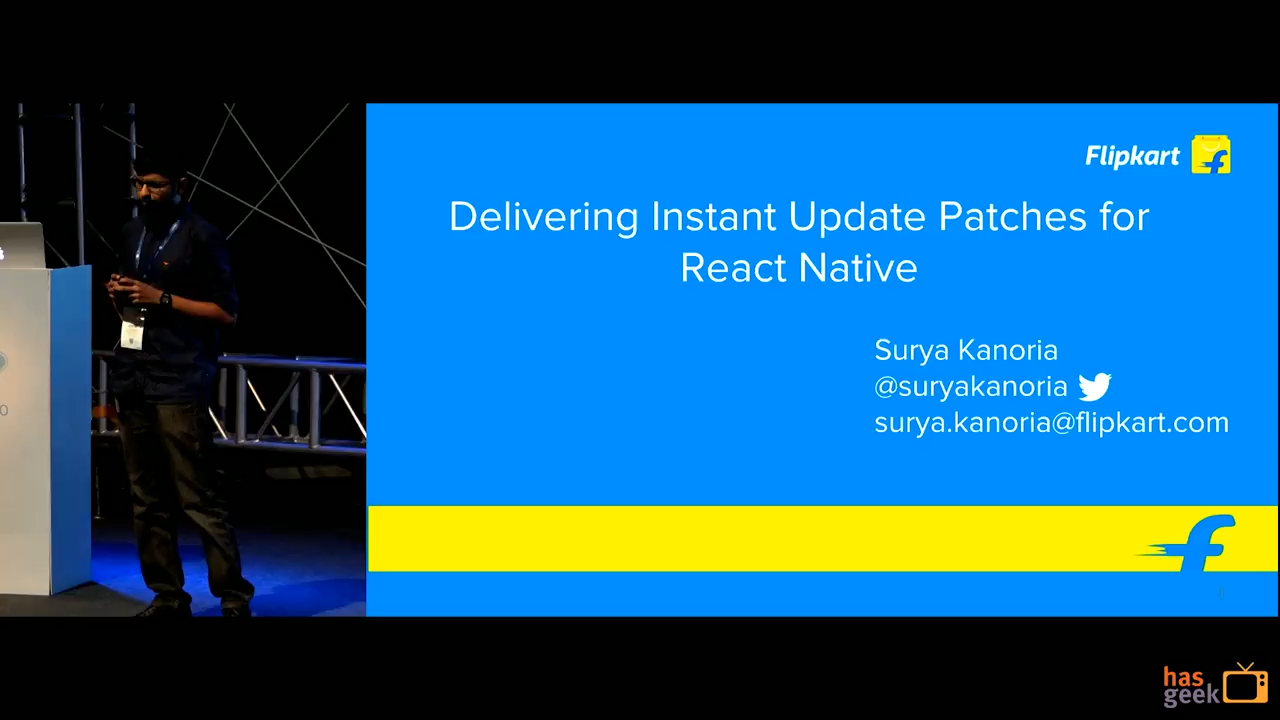 Flipkart
Delivering Instant Update Patches for
React Native
Surya Kanoria
@suryakanoria
surya.kanoria@flipkart.com
has
geek